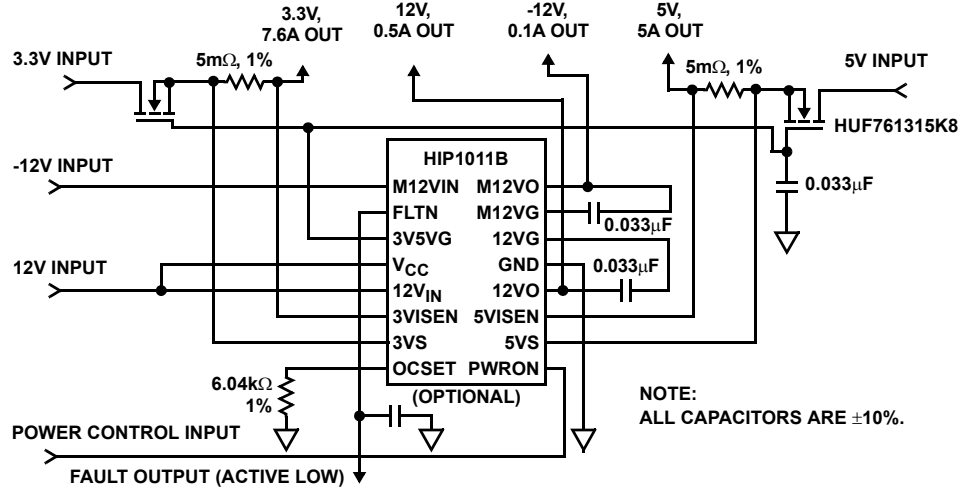 3.3V,
7.6A OUT
12V,
0.5A OUT
-12V,
0.1A OUT
5V,
5A OUT
3.3V INPUT
5mΩ, 1%
5mΩ, 1%
5V INPUT
HUF761315K8
HIP1011B
-12V INPUT
M12VIN
M12VO
0.033µF
FLTN
M12VG
0.033µF
3V5VG
12VG
12V INPUT
VCC
GND
0.033µF
12VIN
12VO
3VISEN
5VISEN
3VS
5VS
OCSET
PWRON
6.04kΩ
1%
(OPTIONAL)
NOTE:
ALL CAPACITORS ARE ±10%.
POWER CONTROL INPUT
FAULT OUTPUT (ACTIVE LOW)